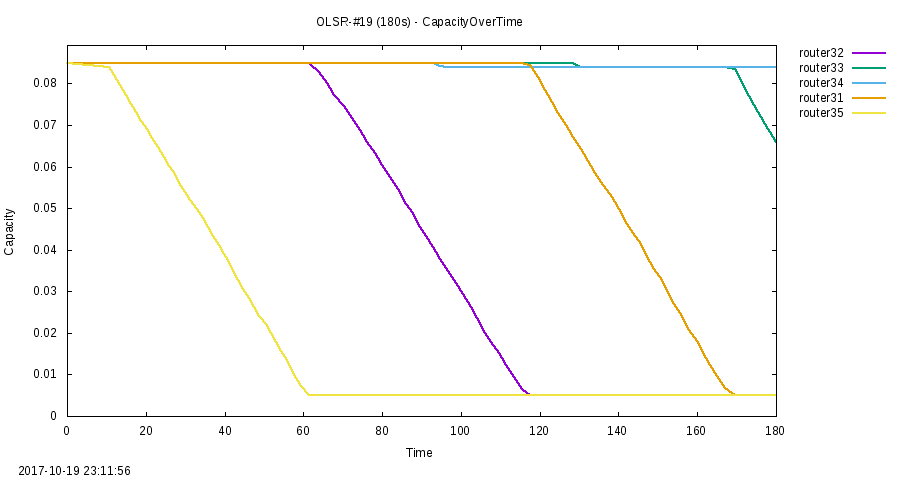 OLSR-#19 (180s) - CapacityOverTime
router32
router33
router34
router31
router35
0.08
0.07
0.06
0.05
0.04
0.03
0.02
0.01
0
Capacity
0 20 40 60 80 100 120 140 160 180
Time
2017-10-19 23:11:56